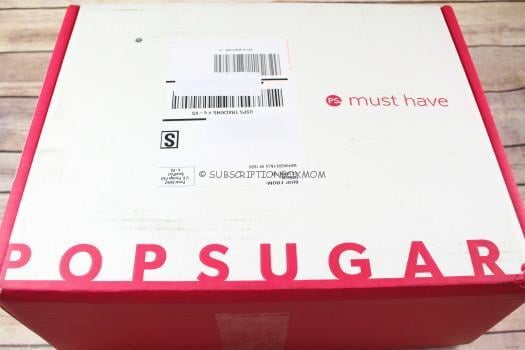 PS. must have
USPS TRACKING #
S
© SUBSCRIPTIONBOXMOM
SHIP FROM:
POPSUGAR.